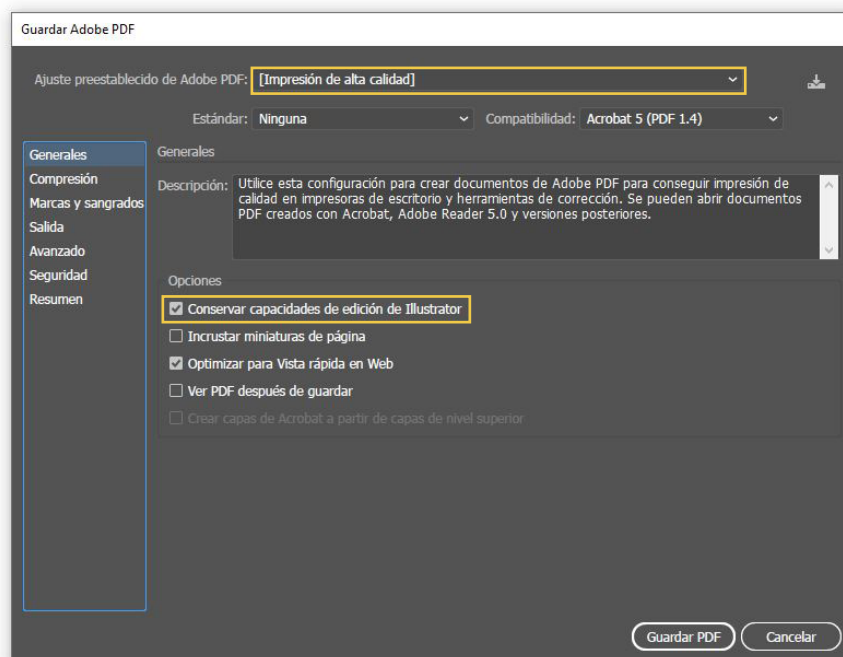 Guardar Adobe PDF
Ajuste preestablecido de Adobe PDF: [Impresión de alta calidad]
Estándar: Ninguna Compatibilidad: Acrobat 5 (PDF 1.4)
Generales
Compresión
Marcas y sangrados
Salida
Avanzado
Seguridad
Resumen
Generales
Descripción: Utilice esta configuración para crear documentos de Adobe PDF para conseguir impresión de
calidad en impresoras de escritorio y herramientas de corrección. Se pueden abrir documentos
PDF creados con Acrobat, Adobe Reader 5.0 y versiones posteriores.
Opciones
Conservar capacidades de edición de Illustrator
Incrustar miniaturas de página
Optimizar para Vista rápida en Web
Ver PDF después de guardar
Crear capas de Acrobat a partir de capas de nivel superior
Guardar PDF Cancelar